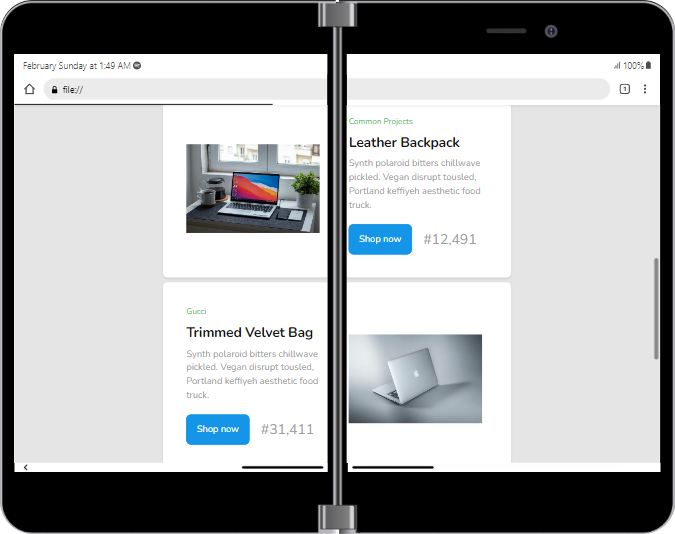 February Sunday at 1:49 AM
100%
file://
1
Common Projects
Leather Backpack
Synth polaroid bitters chillwave
pickled. Vegan disrupt tousled,
Portland keffiyeh aesthetic food
truck.
Shop now
#12,491
Gucci
Trimmed Velvet Bag
Synth polaroid bitters chillwave
pickled. Vegan disrupt tousled,
Portland keffiyeh aesthetic food
truck.
Shop now
#31,411